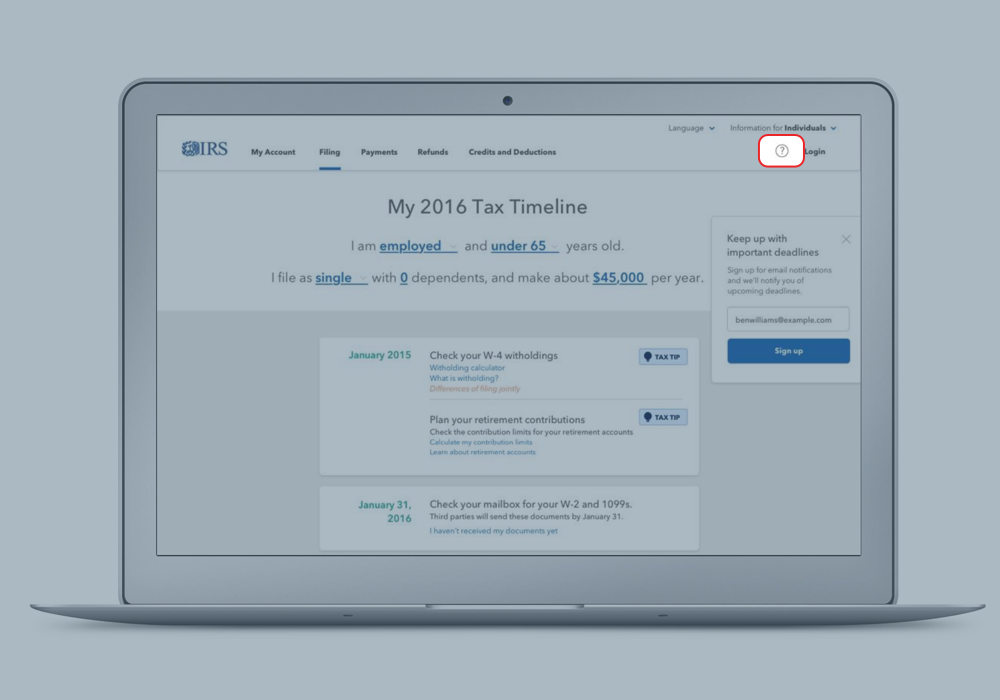 Language
Information for Individuals
IRS
My Account
Filing
Payments
Refunds
Credits and Deductions
?
Login
My 2016 Tax Timeline
I am employed and under 65 years old.
I file as single with 0 dependents, and make about $45,000 per year.
Keep up with
important deadlines
Sign up for email notifications
and we'll notify you of
upcoming deadlines.
benwilliams@example.com
Sign up
January 2015
Check your W-4 witholdings
TAX TIP
Witholding calculator
What is witholding?
Differences of filing jointly
Plan your retirement contributions
TAX TIP
Check the contribution limits for your retirement accounts
Calculate my contribution limits
Learn about retirement accounts
January 31,
2016
Check your mailbox for your W-2 and 1099s.
Third parties will send these documents by January 31.
I haven't received my documents yet